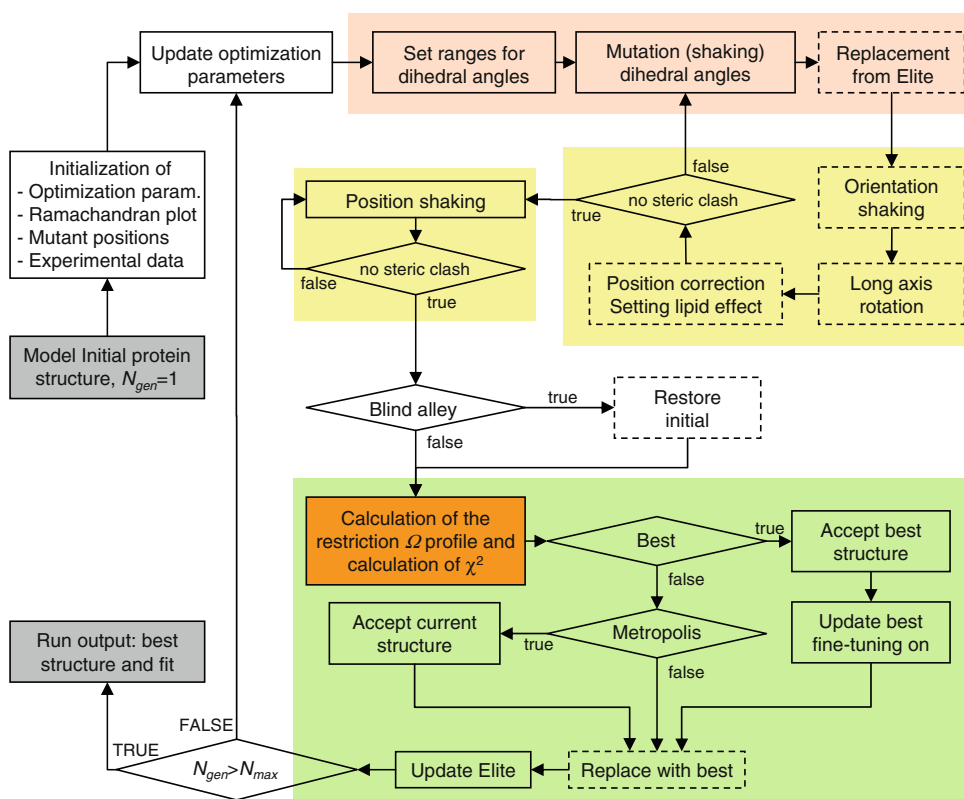 Update optimization
parameters
Set ranges for
dihedral angles
Mutation (shaking)
dihedral angles
Replacement
from Elite
Initialization of
- Optimization param.
- Ramachandran plot
- Mutant positions
- Experimental data
Position shaking
no steric clash
false
true
false
true
no steric clash
Orientation
shaking
Position correction
Setting lipid effect
Long axis
rotation
Model Initial protein
structure, N_gen=1
Blind alley
true
false
Restore
initial
Calculation of the
restriction Ω profile and
calculation of χ²
Best
true
false
Accept best
structure
Accept current
structure
true
Metropolis
false
Update best
fine-tuning on
Run output: best
structure and fit
FALSE
TRUE
N_gen>N_max
Update Elite
Replace with best